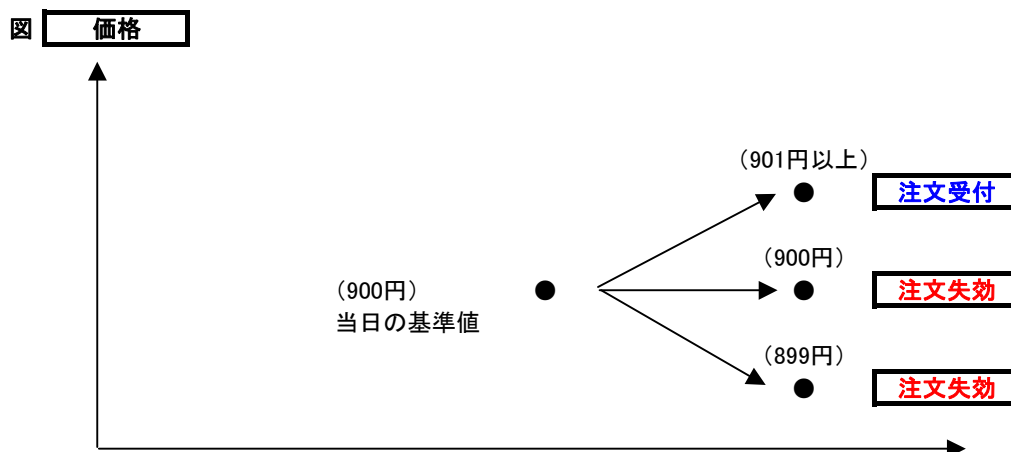 図 価格
(901円以上)
注文受付
(900円)
(900円)
当日の基準値
注文失効
(899円)
注文失効